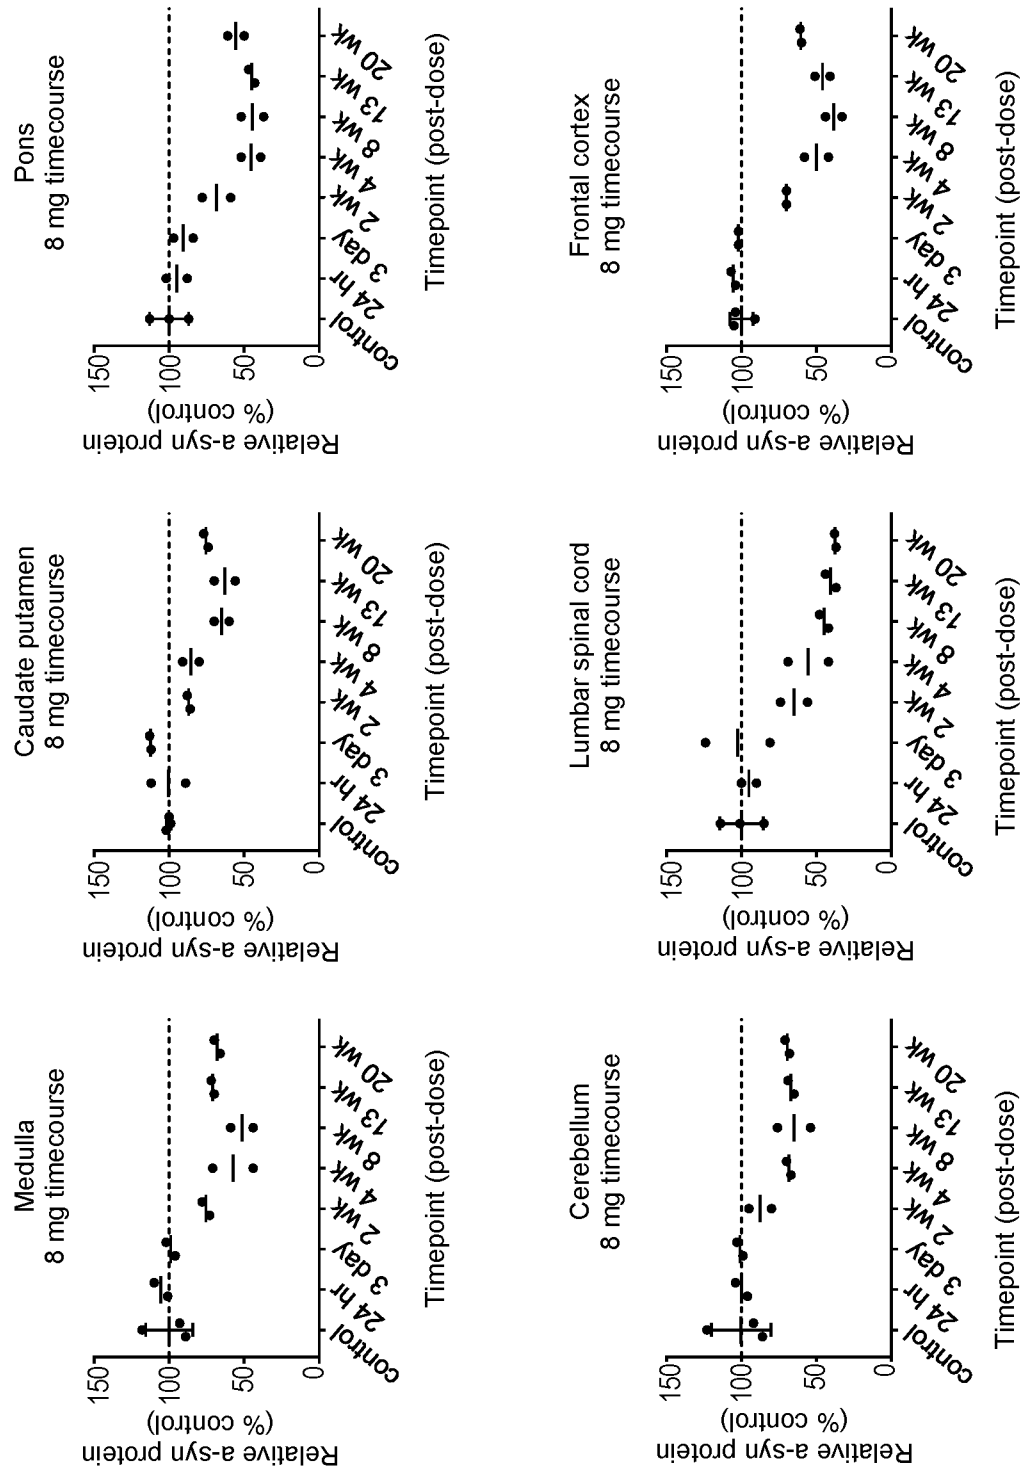 Medulla
8 mg timecourse
Relative a-syn protein
(% control)
150
100
50
0
control
24 hr
3 day
2 wk
4 wk
8 wk
13 wk
20 wk
Timepoint (post-dose)
Caudate putamen
8 mg timecourse
Relative a-syn protein
(% control)
150
100
50
0
control
24 hr
3 day
2 wk
4 wk
8 wk
13 wk
20 wk
Timepoint (post-dose)
Pons
8 mg timecourse
Relative a-syn protein
(% control)
150
100
50
0
control
24 hr
3 day
2 wk
4 wk
8 wk
13 wk
20 wk
Timepoint (post-dose)
Cerebellum
8 mg timecourse
Relative a-syn protein
(% control)
150
100
50
0
control
24 hr
3 day
2 wk
4 wk
8 wk
13 wk
20 wk
Timepoint (post-dose)
Lumbar spinal cord
8 mg timecourse
Relative a-syn protein
(% control)
150
100
50
0
control
24 hr
3 day
2 wk
4 wk
8 wk
13 wk
20 wk
Timepoint (post-dose)
Frontal cortex
8 mg timecourse
Relative a-syn protein
(% control)
150
100
50
0
control
24 hr
3 day
2 wk
4 wk
8 wk
13 wk
20 wk
Timepoint (post-dose)